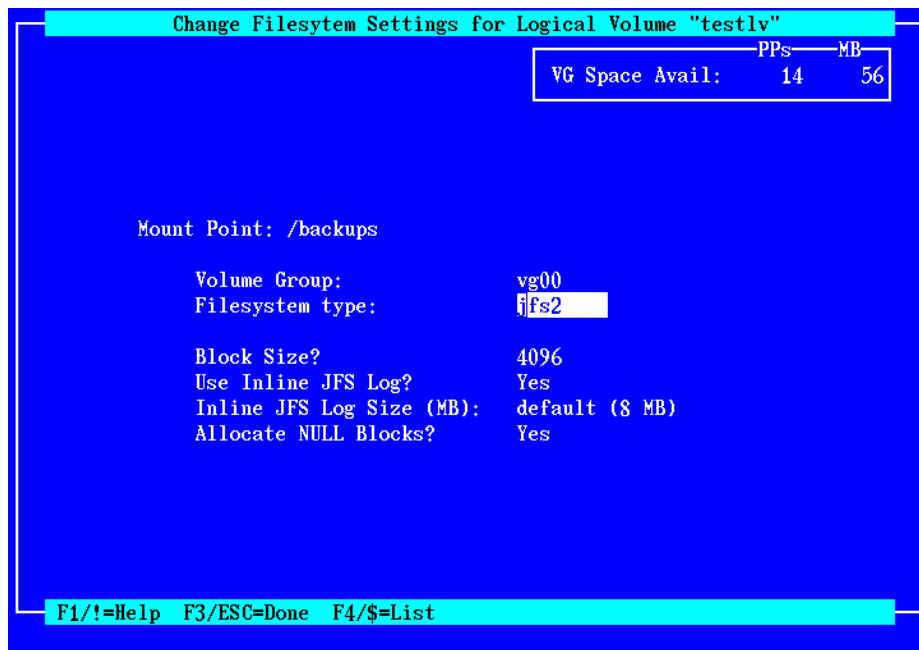 Change Filesytem Settings for Logical Volume "testlv"
PPs MB
VG Space Avail: 14 56
Mount Point: /backups
Volume Group: vg00
Filesystem type: jfs2
Block Size? 4096
Use Inline JFS Log? Yes
Inline JFS Log Size (MB): default (8 MB)
Allocate NULL Blocks? Yes
F1/!=Help F3/ESC=Done F4/$=List